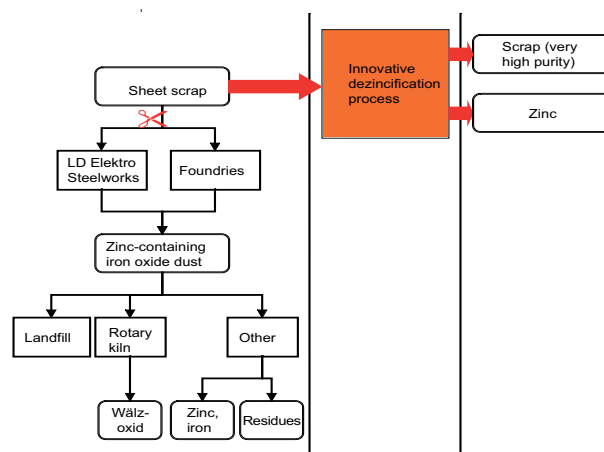 Sheet scrap
Innovative
dezincification
process
Scrap (very
high purity)
Zinc
LD Elektro
Steelworks
Foundries
Zinc-containing
iron oxide dust
Landfill
Rotary
kiln
Other
Wälz-
oxid
Zinc,
iron
Residues